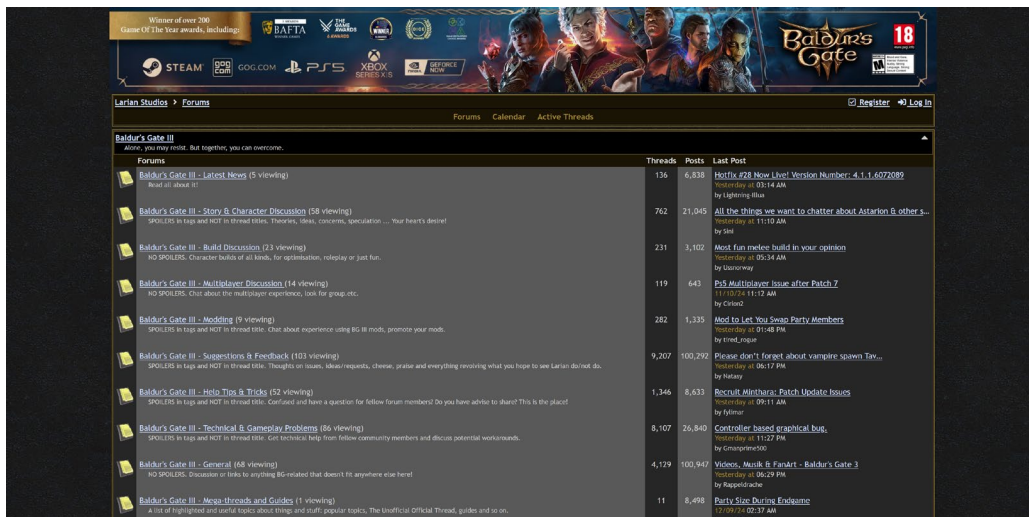 Winner of over 200
Game Of The Year awards, including:
BAFTA
THE GAME AWARDS
WINNER
STEAM
GOG COM
GOG.COM
PS5
XBOX
SERIES X|S
NVIDIA
GEFORCE NOW
Baldur's Gate
18
M
Larian Studios > Forums
Register
Log In
Forums Calendar Active Threads
Baldur's Gate III
Alone, you may resist. But together, you can overcome.
Forums Threads Posts Last Post
Baldur's Gate III - Latest News (5 viewing) 136 6,838 Hotfix #28 Now Live! Version Number: 4.1.1.6072089
Read all about it! Yesterday at 03:14 AM
by Lightning-Illua
Baldur's Gate III - Story & Character Discussion (58 viewing) 762 21,045 All the things we want to chatter about Astarion & other s...
SPOILERS in tags and NOT in thread titles. Theories, ideas, concerns, speculation ... Your heart's desire! Yesterday at 11:10 AM
by Sini
Baldur's Gate III - Build Discussion (23 viewing) 231 3,102 Most fun melee build in your opinion
NO SPOILERS. Character builds of all kinds, for optimisation, roleplay or just fun. Yesterday at 05:34 AM
by Ussnorway
Baldur's Gate III - Multiplayer Discussion (14 viewing) 119 643 Ps5 Multiplayer Issue after Patch 7
NO SPOILERS. Chat about the multiplayer experience, look for group.etc. 11/10/24 11:12 AM
by Cirion2
Baldur's Gate III - Modding (9 viewing) 282 1,335 Mod to Let You Swap Party Members
SPOILERS in tags and NOT in thread title. Chat about experience using BG III mods, promote your mods. Yesterday at 01:48 PM
by tired_rogue
Baldur's Gate III - Suggestions & Feedback (103 viewing) 9,207 100,292 Please don't forget about vampire spawn Tav...
SPOILERS in tags and NOT in thread title. Thoughts on issues, ideas/requests, cheese, praise and everything revolving what you hope to see Larian do/not do. Yesterday at 06:17 PM
by Natasy
Baldur's Gate III - Help Tips & Tricks (52 viewing) 1,346 8,633 Recruit Minthara: Patch Update Issues
SPOILERS in tags and NOT in thread title. Confused and have a question for fellow forum members? Do you have advise to share? This is the place! Yesterday at 09:11 AM
by fylimar
Baldur's Gate III - Technical & Gameplay Problems (86 viewing) 8,107 26,840 Controller based graphical bug.
SPOILERS in tags and NOT in thread title. Get technical help from fellow community members and discuss potential workarounds. Yesterday at 11:27 PM
by Gmanprime500
Baldur's Gate III - General (68 viewing) 4,129 100,947 Videos, Musik & FanArt - Baldur's Gate 3
NO SPOILERS. Discussion or links to anything BG-related that doesn't fit anywhere else here! Yesterday at 06:29 PM
by Rappeldrache
Baldur's Gate III - Mega-threads and Guides (1 viewing) 11 8,498 Party Size During Endgame
A list of highlighted and useful topics about things and stuff: popular topics, The Unofficial Official Thread, guides and so on. 12/09/24 02:37 AM